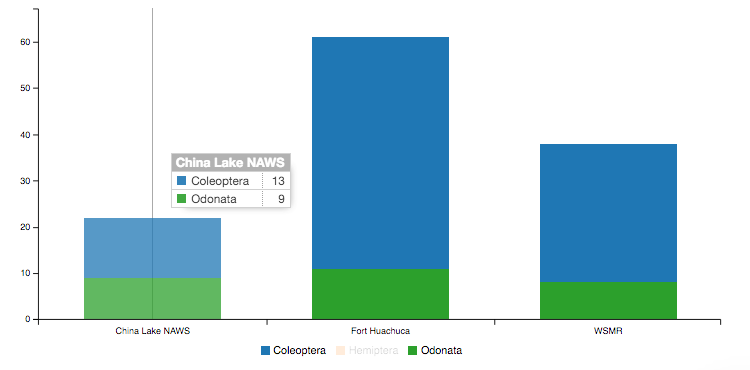 60
50
40
30
20
10
0
China Lake NAWS
Coleoptera 13
Odonata 9
China Lake NAWS Fort Huachuca WSMR
Coleoptera Hemiptera Odonata